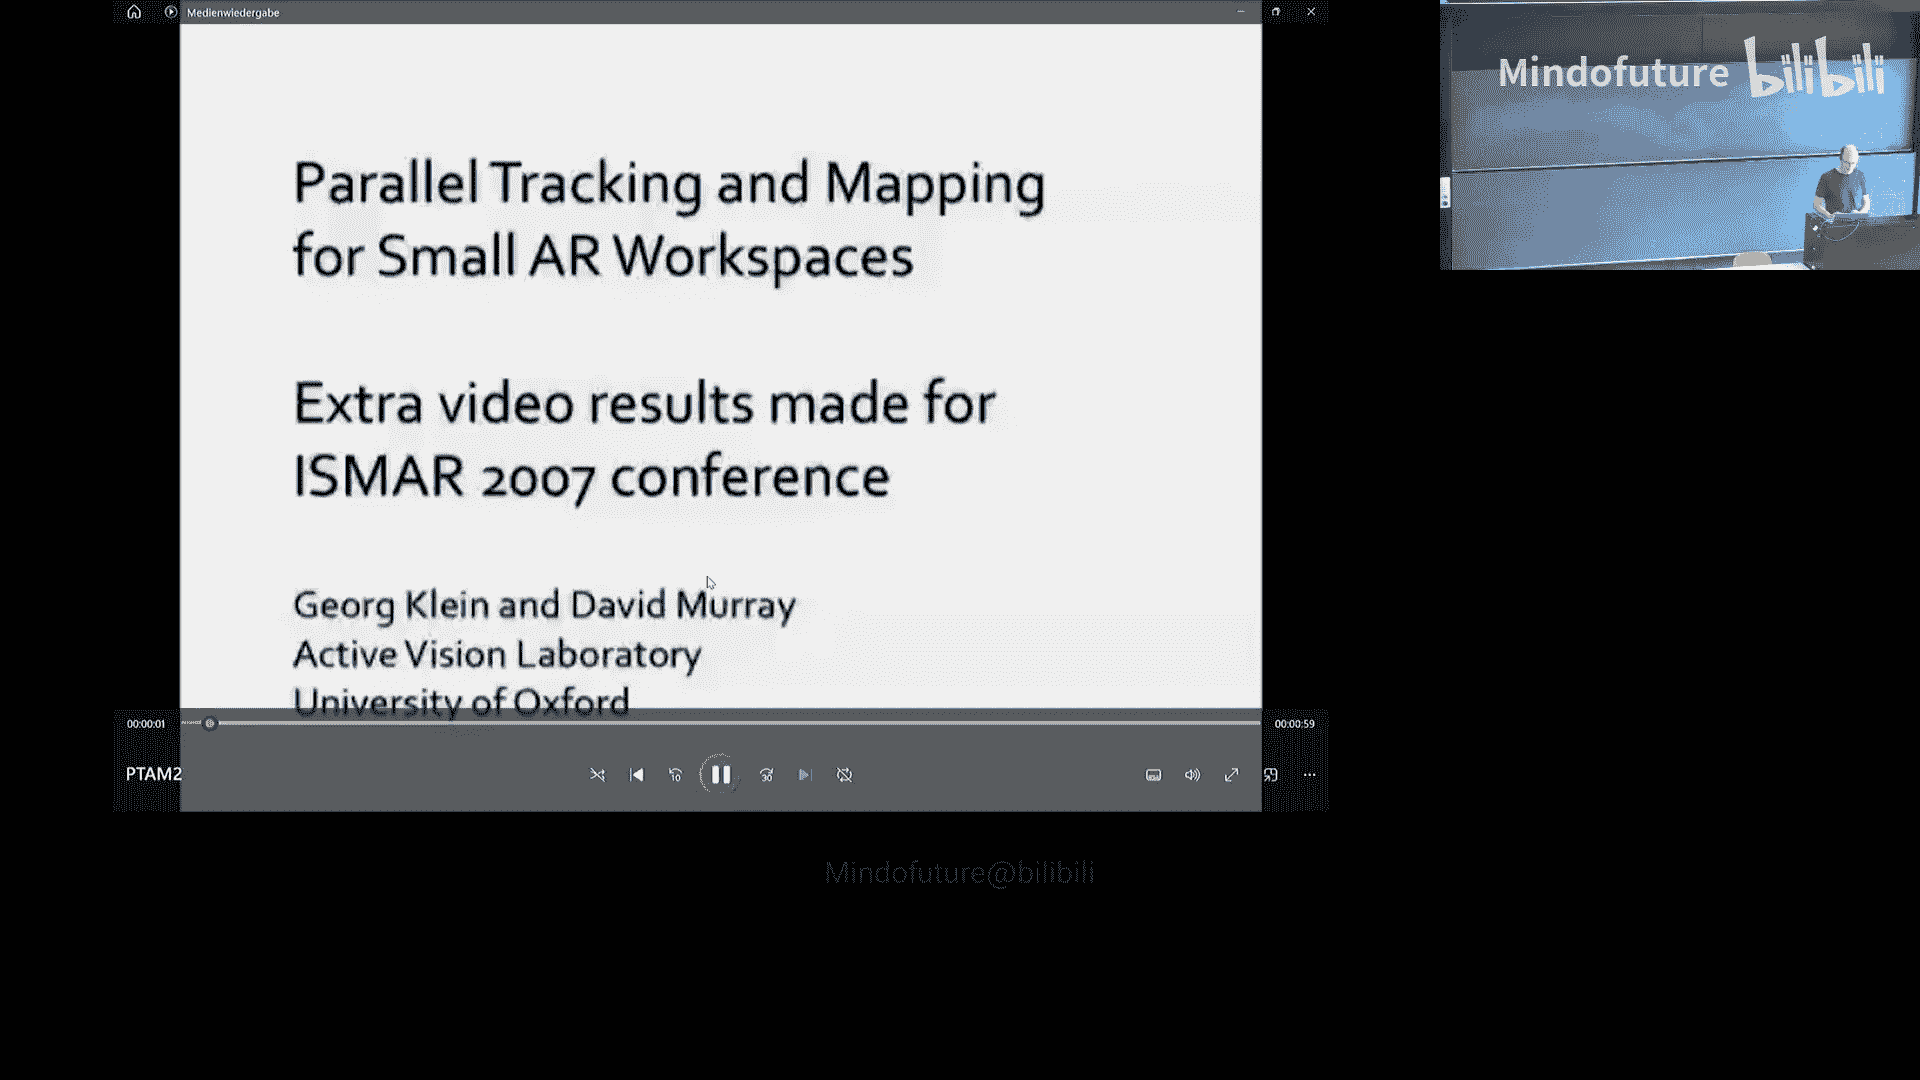 Medienwiedergabe
Mindofuture bilibili
Parallel Tracking and Mapping
for Small AR Workspaces
Extra video results made for
ISMAR 2007 conference
Georg Klein and David Murray
Active Vision Laboratory
University of Oxford
00:00:01
00:00:59
PTAM2
10
30
Mindofuture@bilibili